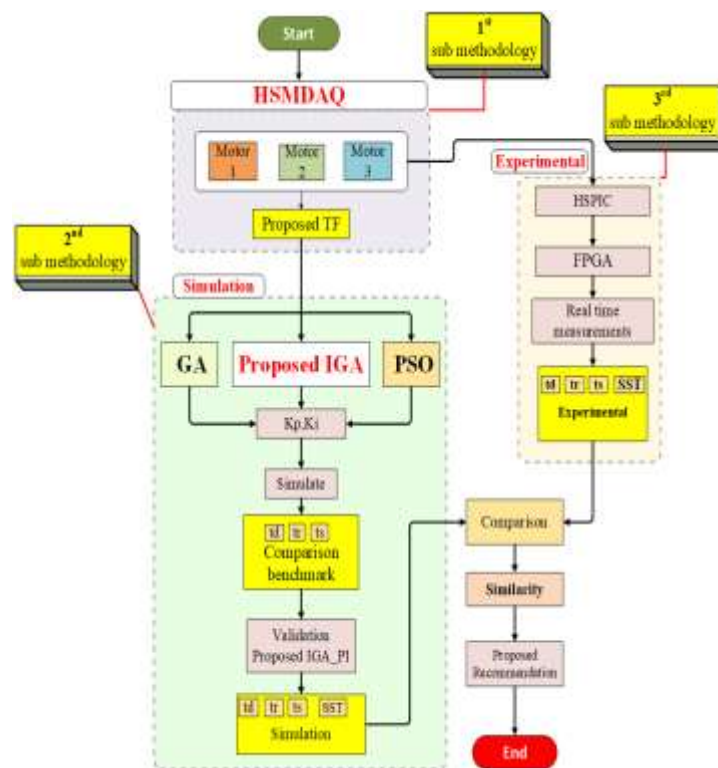 Start
1st
sub methodology
HSMDAQ
3rd
sub methodology
Motor
1
Motor
2
Motor
3
Experimental
Proposed TF
HSPIC
FPGA
Real time
measurements
td tr ts SST
Experimental
2nd
sub methodology
Simulation
GA
Proposed IGA
PSO
Kp.Ki
Simulate
td tr ts
Comparison
benchmark
Validation
Proposed IGA_PI
td tr ts SST
Simulation
Comparison
Similarity
Proposed
Recommendation
End